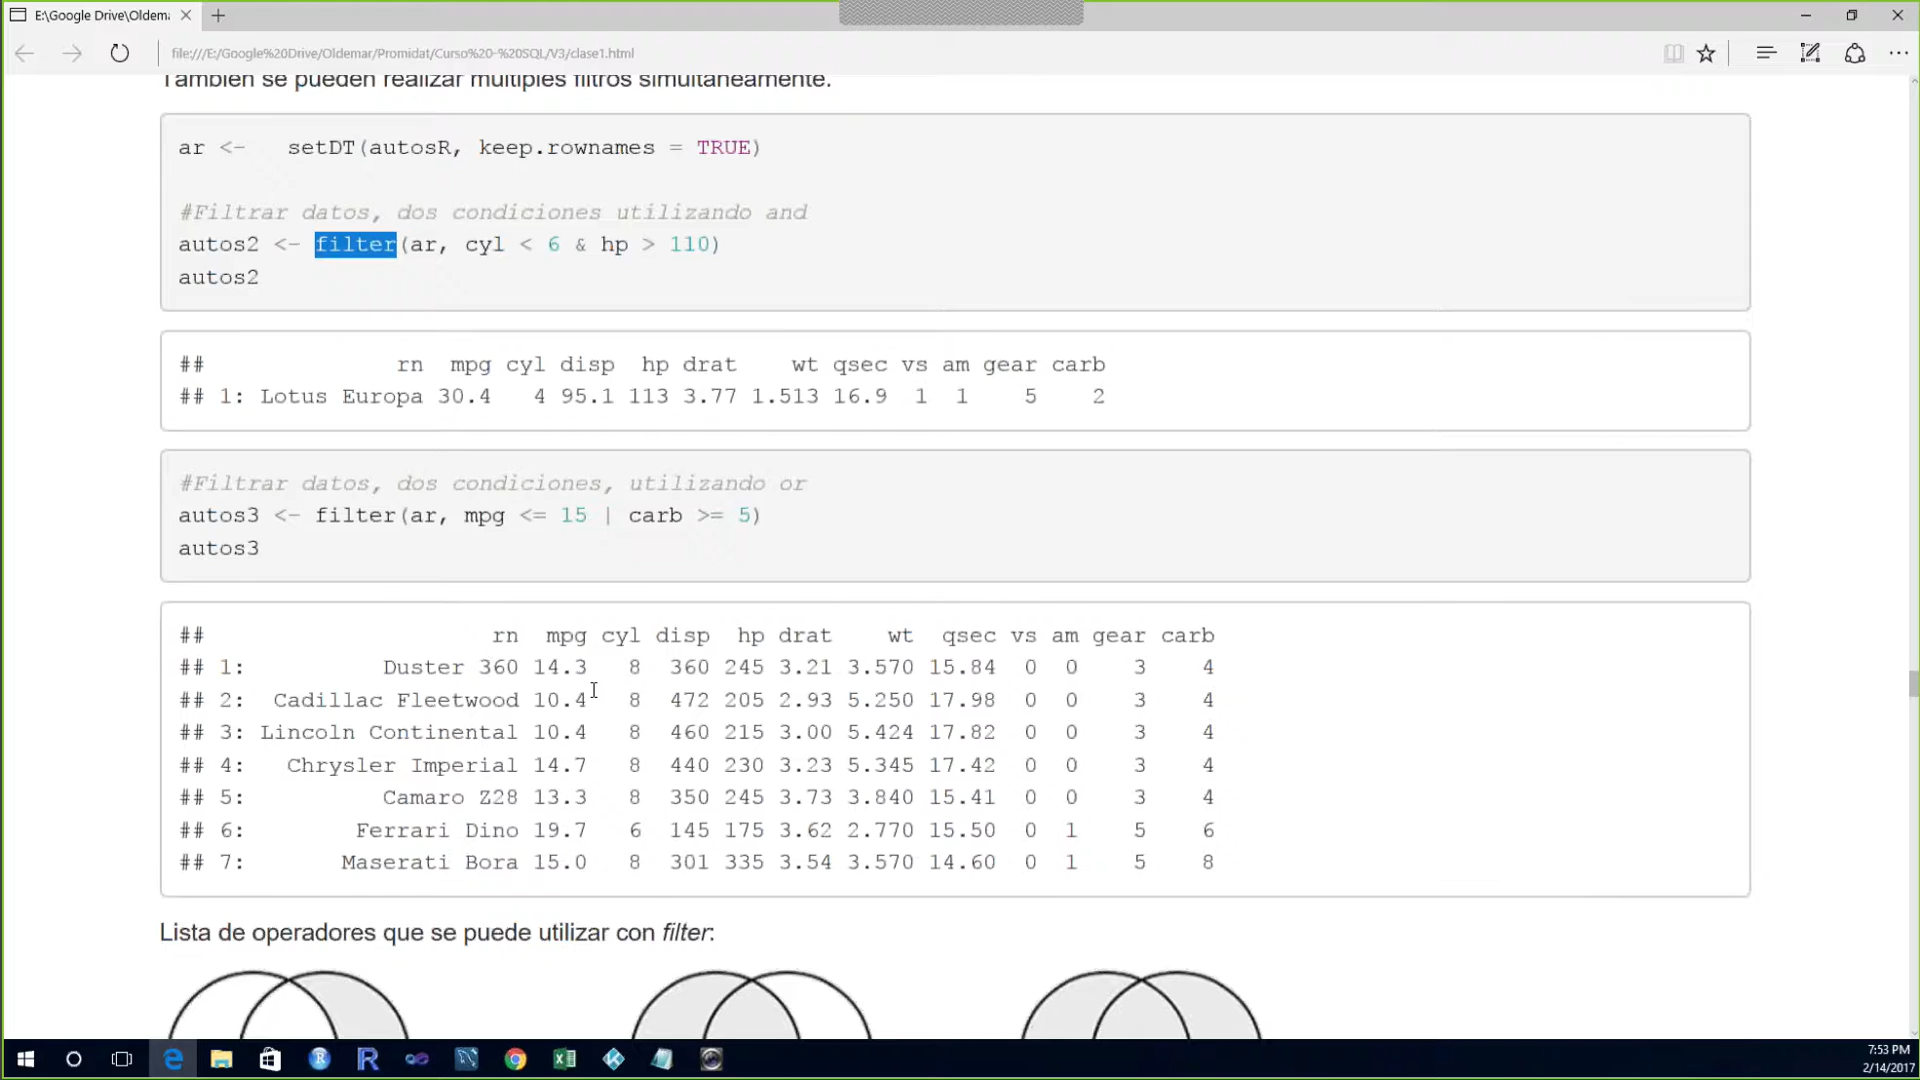 E:\Google Drive\Oldema
file:///E:/Google%20Drive/Oldemar/Promidat/Curso%20-%20SQL/V3/clase1.html
También se pueden realizar múltiples filtros simultáneamente.
ar <-   setDT(autosR, keep.rownames = TRUE)
#Filtrar datos, dos condiciones utilizando and
autos2 <- filter(ar, cyl < 6 & hp > 110)
autos2
##              rn  mpg cyl disp  hp drat    wt qsec vs am gear carb
## 1: Lotus Europa 30.4   4 95.1 113 3.77 1.513 16.9  1  1    5    2
#Filtrar datos, dos condiciones, utilizando or
autos3 <- filter(ar, mpg <= 15 | carb >= 5)
autos3
##                     rn  mpg cyl disp  hp drat    wt  qsec vs am gear carb
## 1:          Duster 360 14.3   8  360 245 3.21 3.570 15.84  0  0    3    4
## 2:  Cadillac Fleetwood 10.4   8  472 205 2.93 5.250 17.98  0  0    3    4
## 3: Lincoln Continental 10.4   8  460 215 3.00 5.424 17.82  0  0    3    4
## 4:   Chrysler Imperial 14.7   8  440 230 3.23 5.345 17.42  0  0    3    4
## 5:          Camaro Z28 13.3   8  350 245 3.73 3.840 15.41  0  0    3    4
## 6:        Ferrari Dino 19.7   6  145 175 3.62 2.770 15.50  0  1    5    6
## 7:       Maserati Bora 15.0   8  301 335 3.54 3.570 14.60  0  1    5    8
Lista de operadores que se puede utilizar con filter:
7:53 PM
2/14/2017